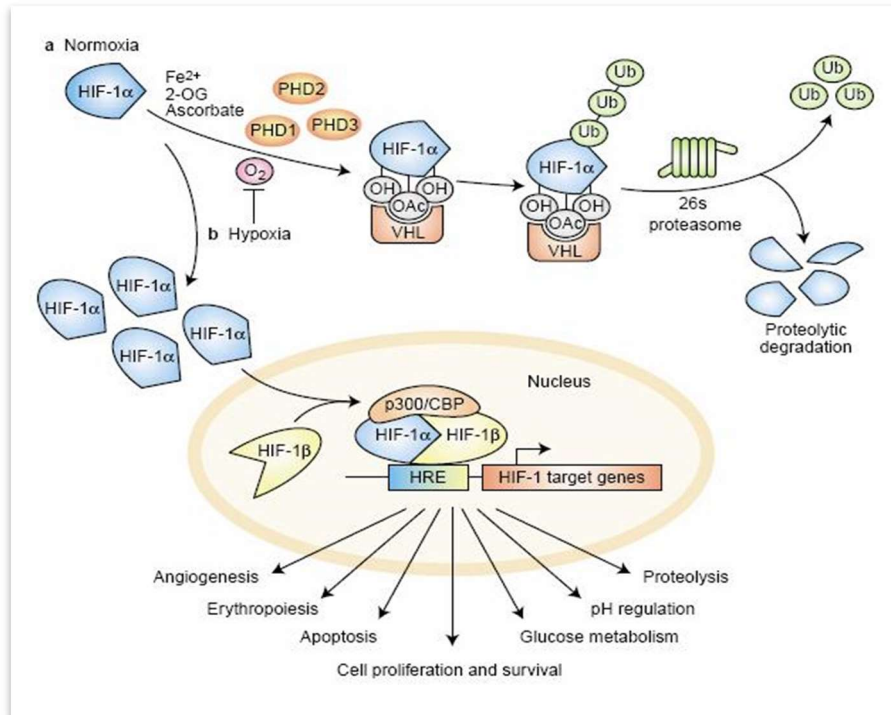 a Normoxia
HIF-1α
Fe2+
2-OG
Ascorbate
PHD2
PHD1
PHD3
O2
b Hypoxia
HIF-1α
OH
OH
OAc
VHL
Ub
Ub
Ub
HIF-1α
OH
OH
OAc
VHL
26s
proteasome
Ub
Ub
Ub
Proteolytic
degradation
HIF-1α
HIF-1α
HIF-1α
HIF-1α
Nucleus
p300/CBP
HIF-1α
HIF-1β
HIF-1β
HRE
HIF-1 target genes
Angiogenesis
Erythropoiesis
Apoptosis
Cell proliferation and survival
Glucose metabolism
pH regulation
Proteolysis